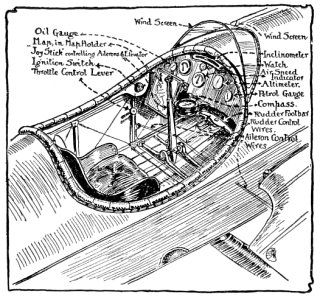 Wind Screen
Oil Gauge
Map in Map Holder
Joy Stick controlling Ailerons & Elevator
Ignition Switch
Throttle Control Lever
Wind Screen
Inclinometer
Watch
Air Speed
Indicator
Altimeter.
Petrol Gauge
Compass.
Rudder Footbar
Rudder Control
Wires.
Aileron Control
Wires